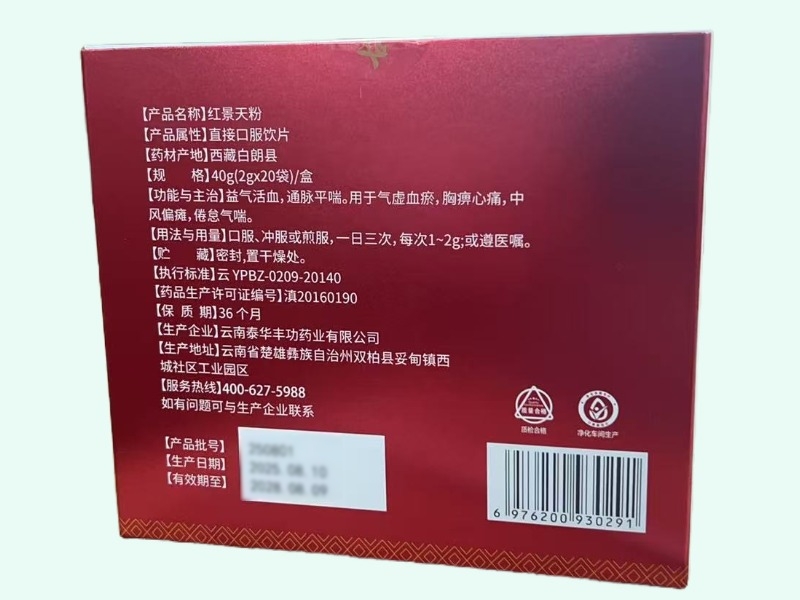 【产品名称】红景天粉
【产品属性】直接口服饮片
【药材产地】西藏白朗县
【规 格】40g(2gx20袋)/盒
【功能与主治】益气活血，通脉平喘。用于气虚血瘀，胸痹心痛，中
风偏瘫，倦怠气喘。
【用法与用量】口服、冲服或煎服，一日三次，每次1~2g;或遵医嘱。
【贮 藏】密封,置干燥处。
【执行标准】云 YPBZ-0209-20140
【药品生产许可证编号】滇20160190
【保 质 期】36个月
【生产企业】云南泰华丰功药业有限公司
【生产地址】云南省楚雄彝族自治州双柏县妥甸镇西
城社区工业园区
【服务热线】400-627-5988
如有问题可与生产企业联系
质量合格
质检合格
净化车间生产
【产品批号】250801
【生产日期】2025.08.10
【有效期至】2028.08.09
6 976200 930291